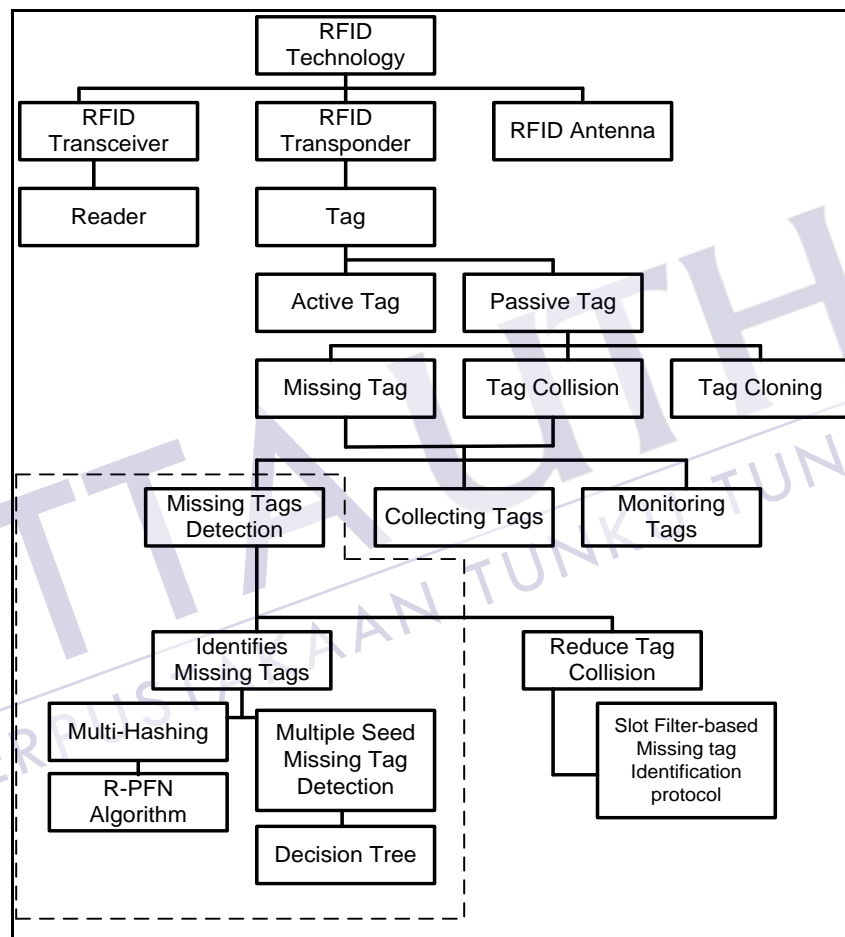 RFID
Technology
RFID
Transceiver
RFID
Transponder
RFID Antenna
Reader
Tag
Active Tag
Passive Tag
Missing Tag
Tag Collision
Tag Cloning
Missing Tags
Detection
Collecting Tags
Monitoring
Tags
Identifies
Missing Tags
Reduce Tag
Collision
Multi-Hashing
R-PFN
Algorithm
Multiple Seed
Missing Tag
Detection
Decision Tree
Slot Filter-based
Missing tag
Identification
protocol